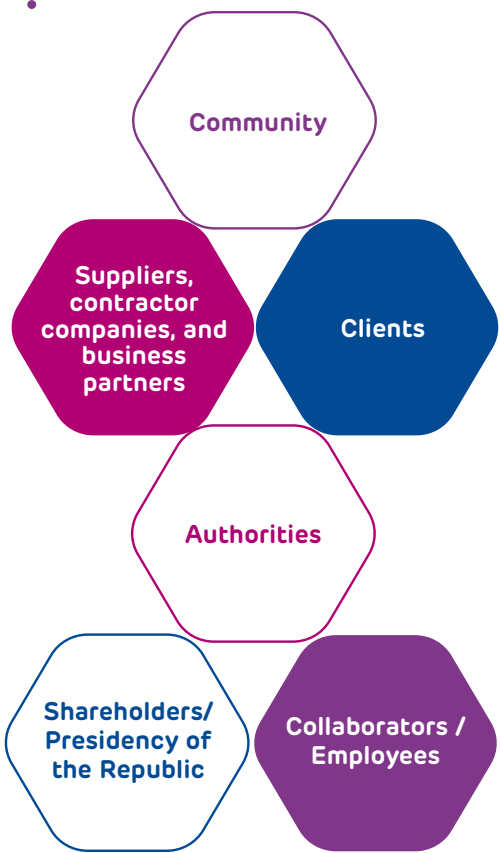 Community
Suppliers,
contractor
companies, and
business
partners
Clients
Authorities
Shareholders/
Presidency of
the Republic
Collaborators /
Employees